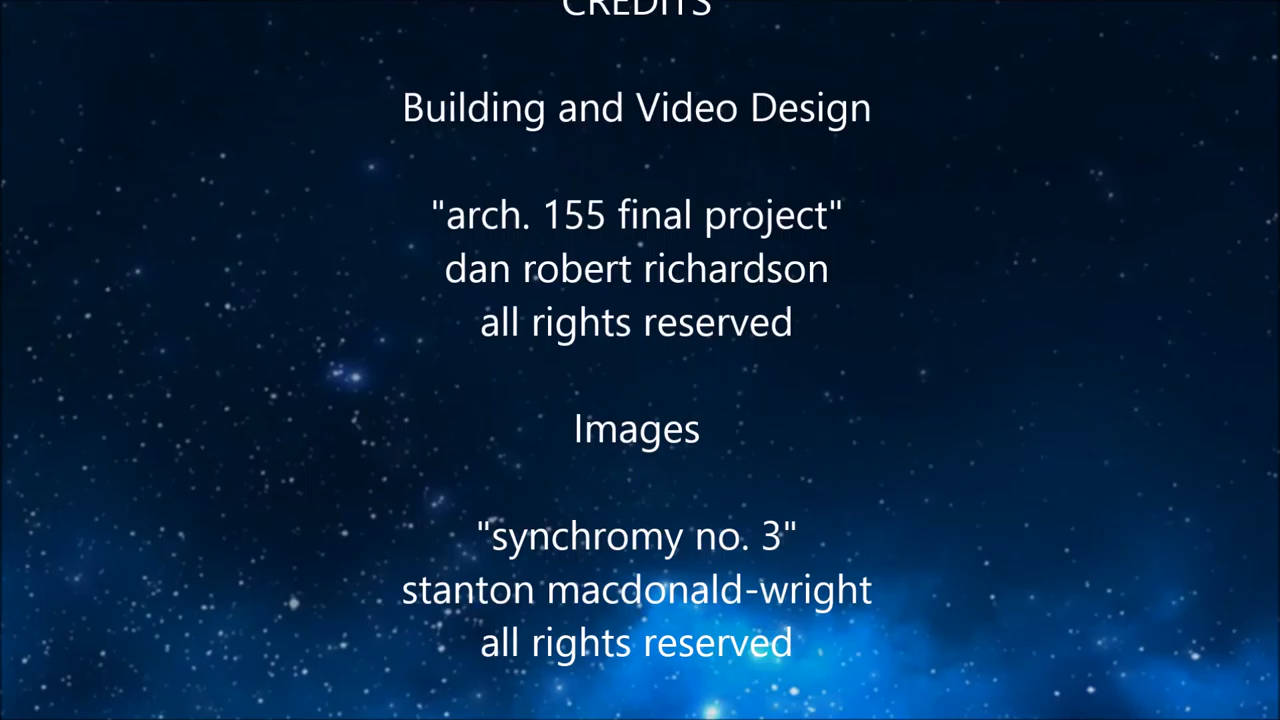 CREDITS
Building and Video Design
"arch. 155 final project"
dan robert richardson
all rights reserved
Images
"synchromy no. 3"
stanton macdonald-wright
all rights reserved